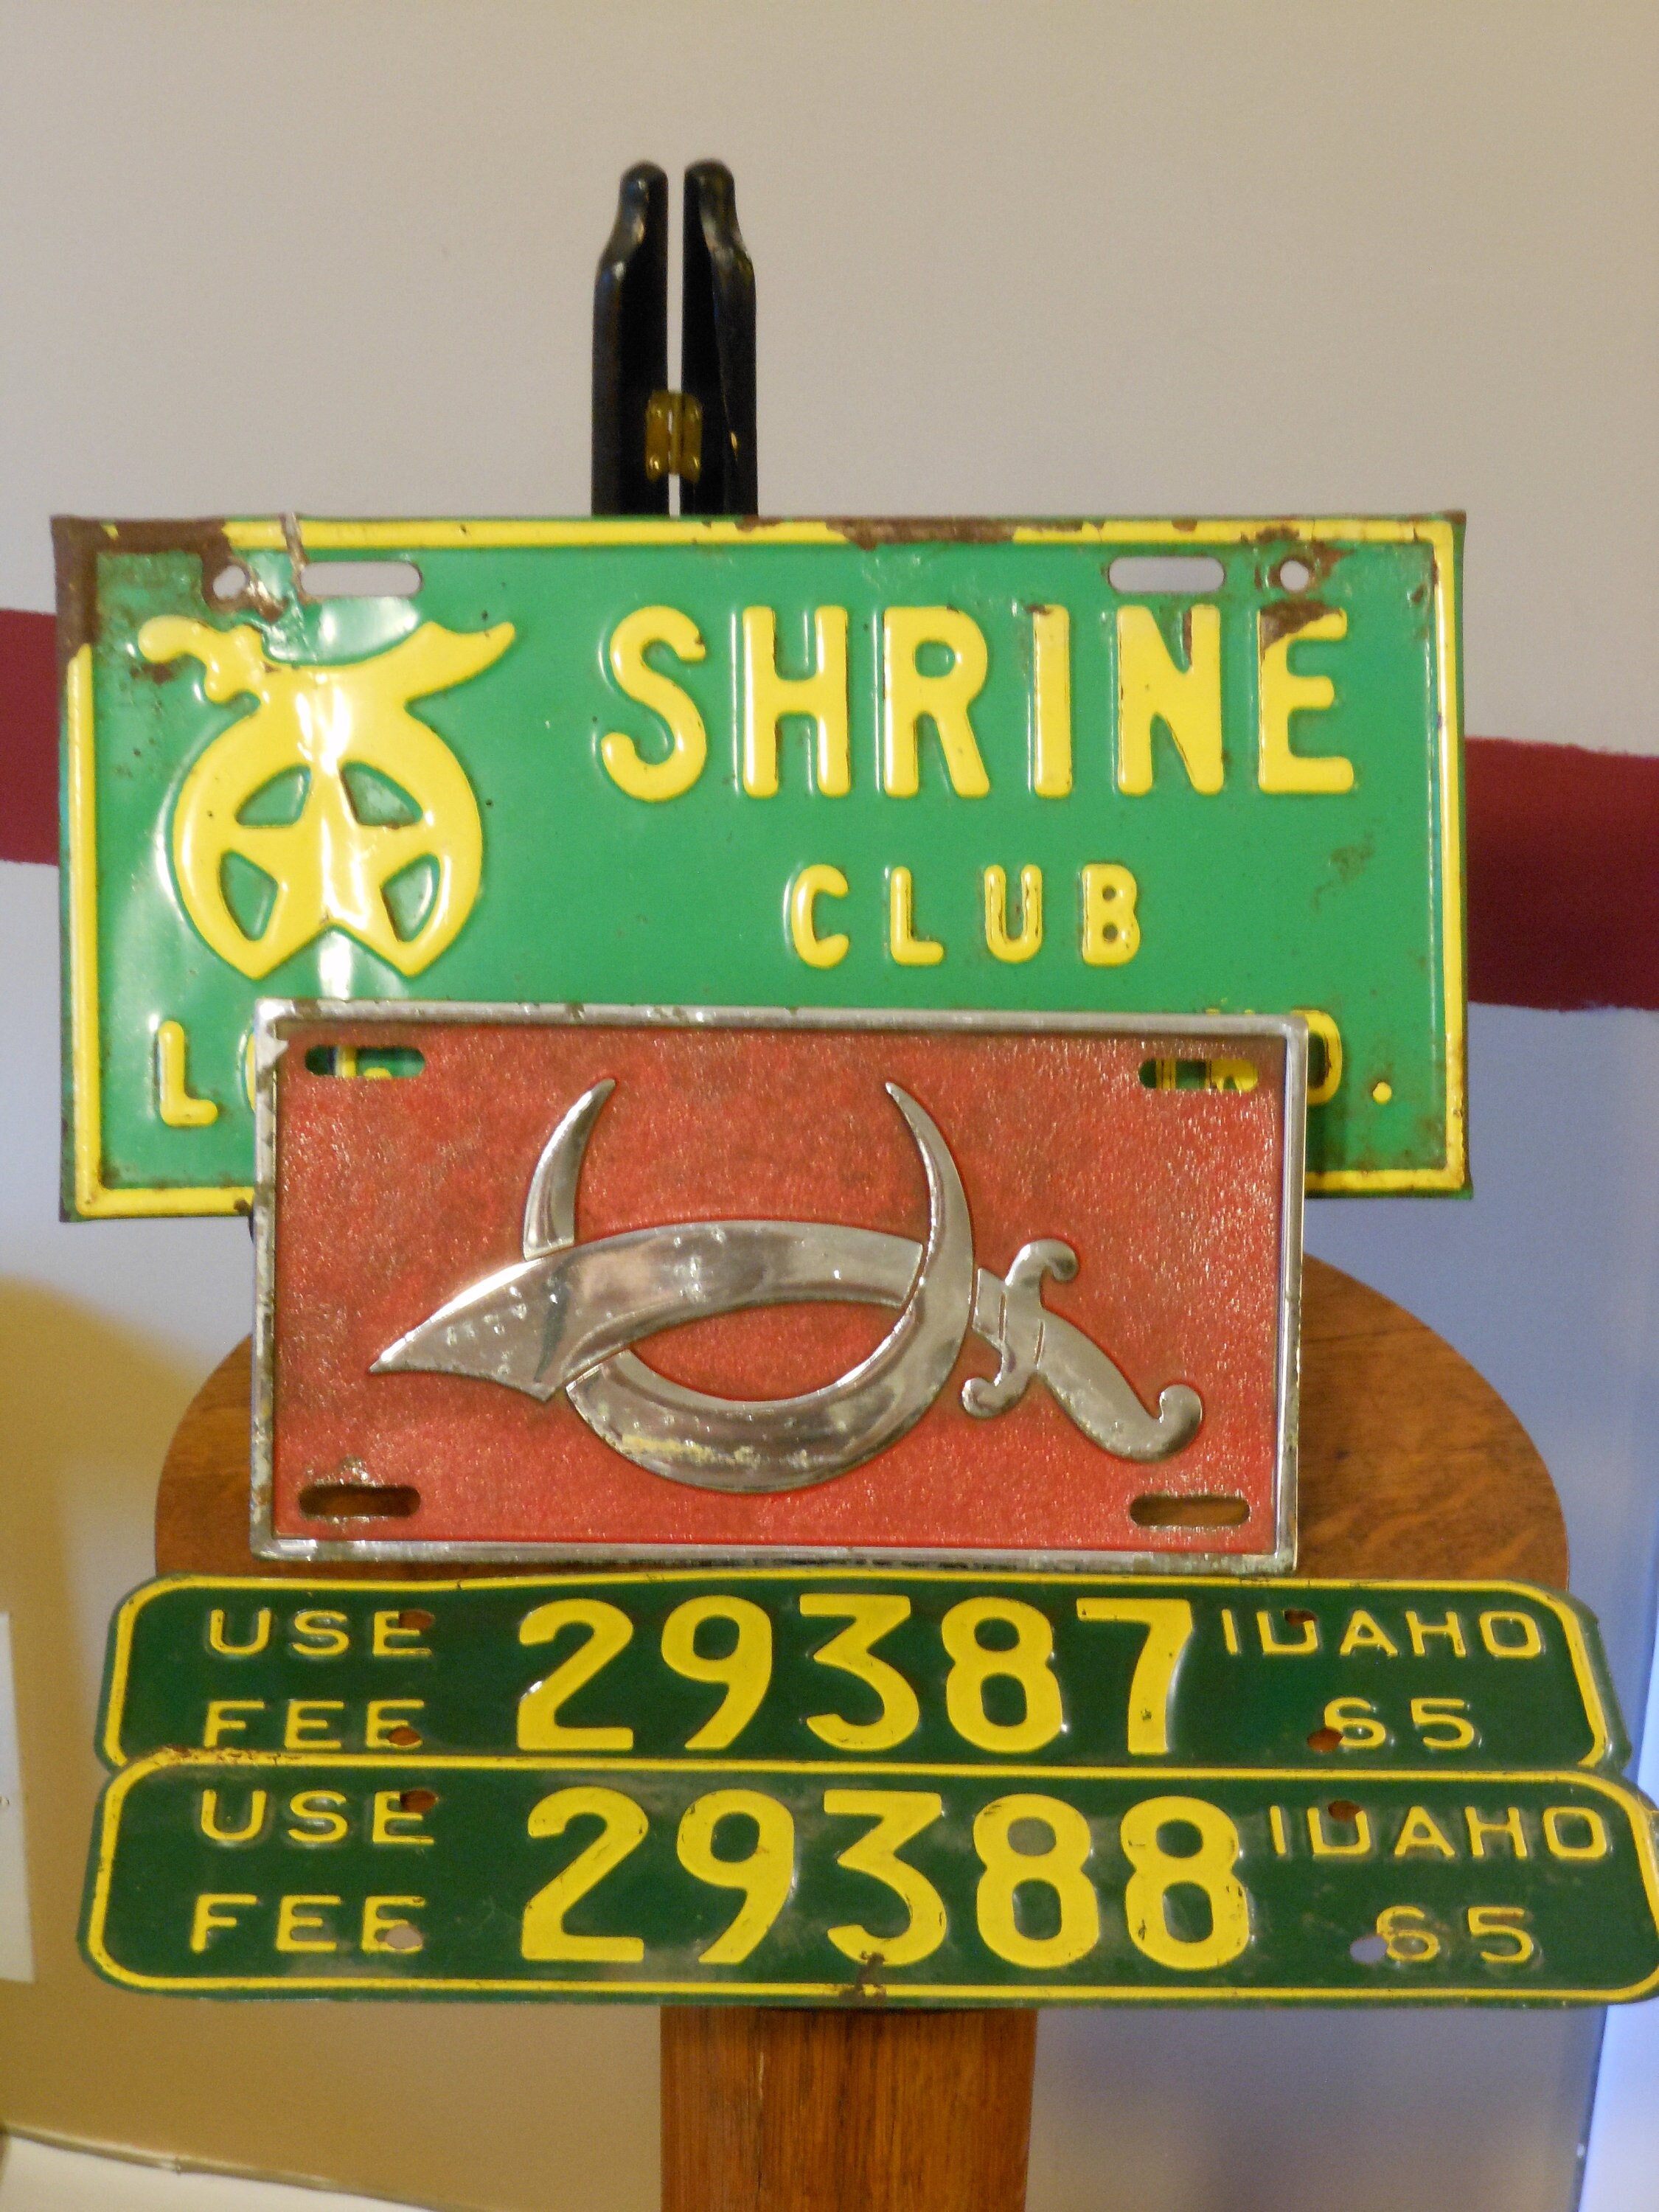 SHRINE
CLUB
USE 29387 IDAHO
FEE 65
USE 29388 IDAHO
FEE 65